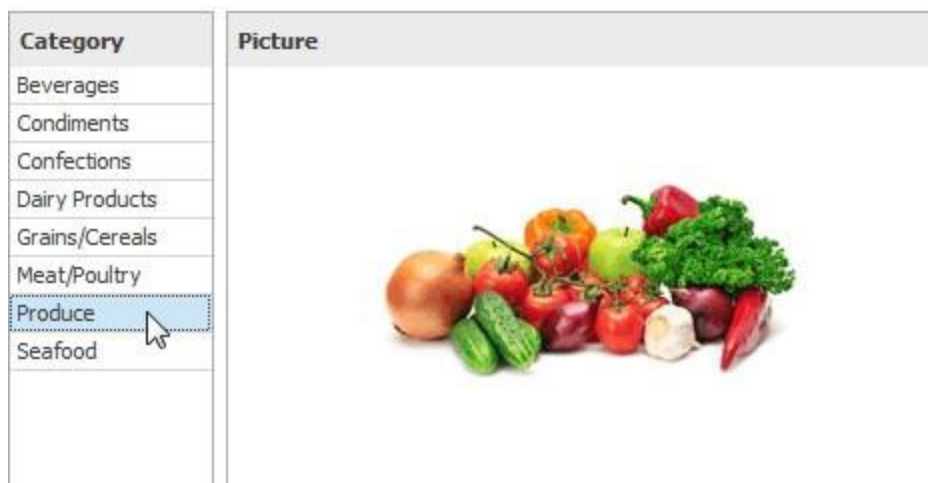 Category
Picture
Beverages
Condiments
Confections
Dairy Products
Grains/Cereals
Meat/Poultry
Produce
Seafood